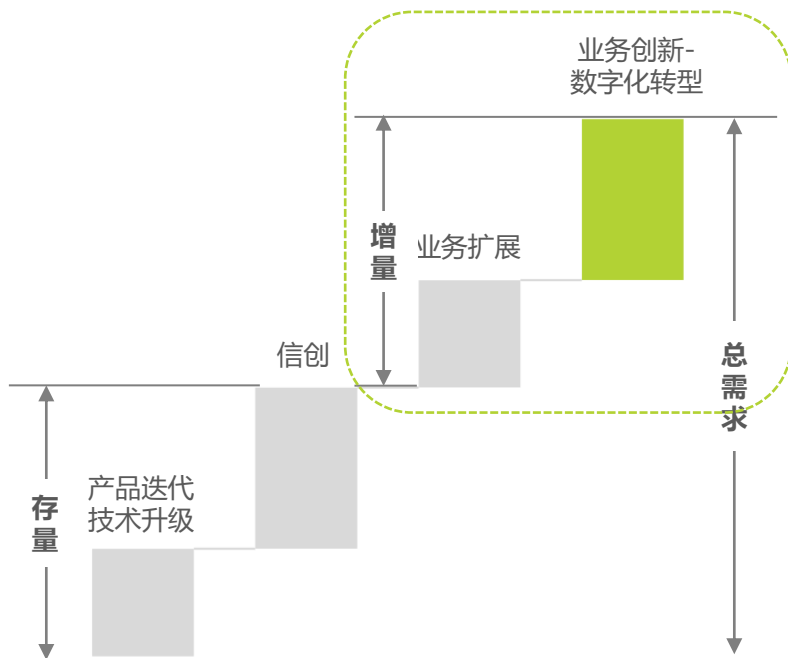 业务创新-
数字化转型
增量
业务扩展
信创
总需求
产品迭代
技术升级
存量